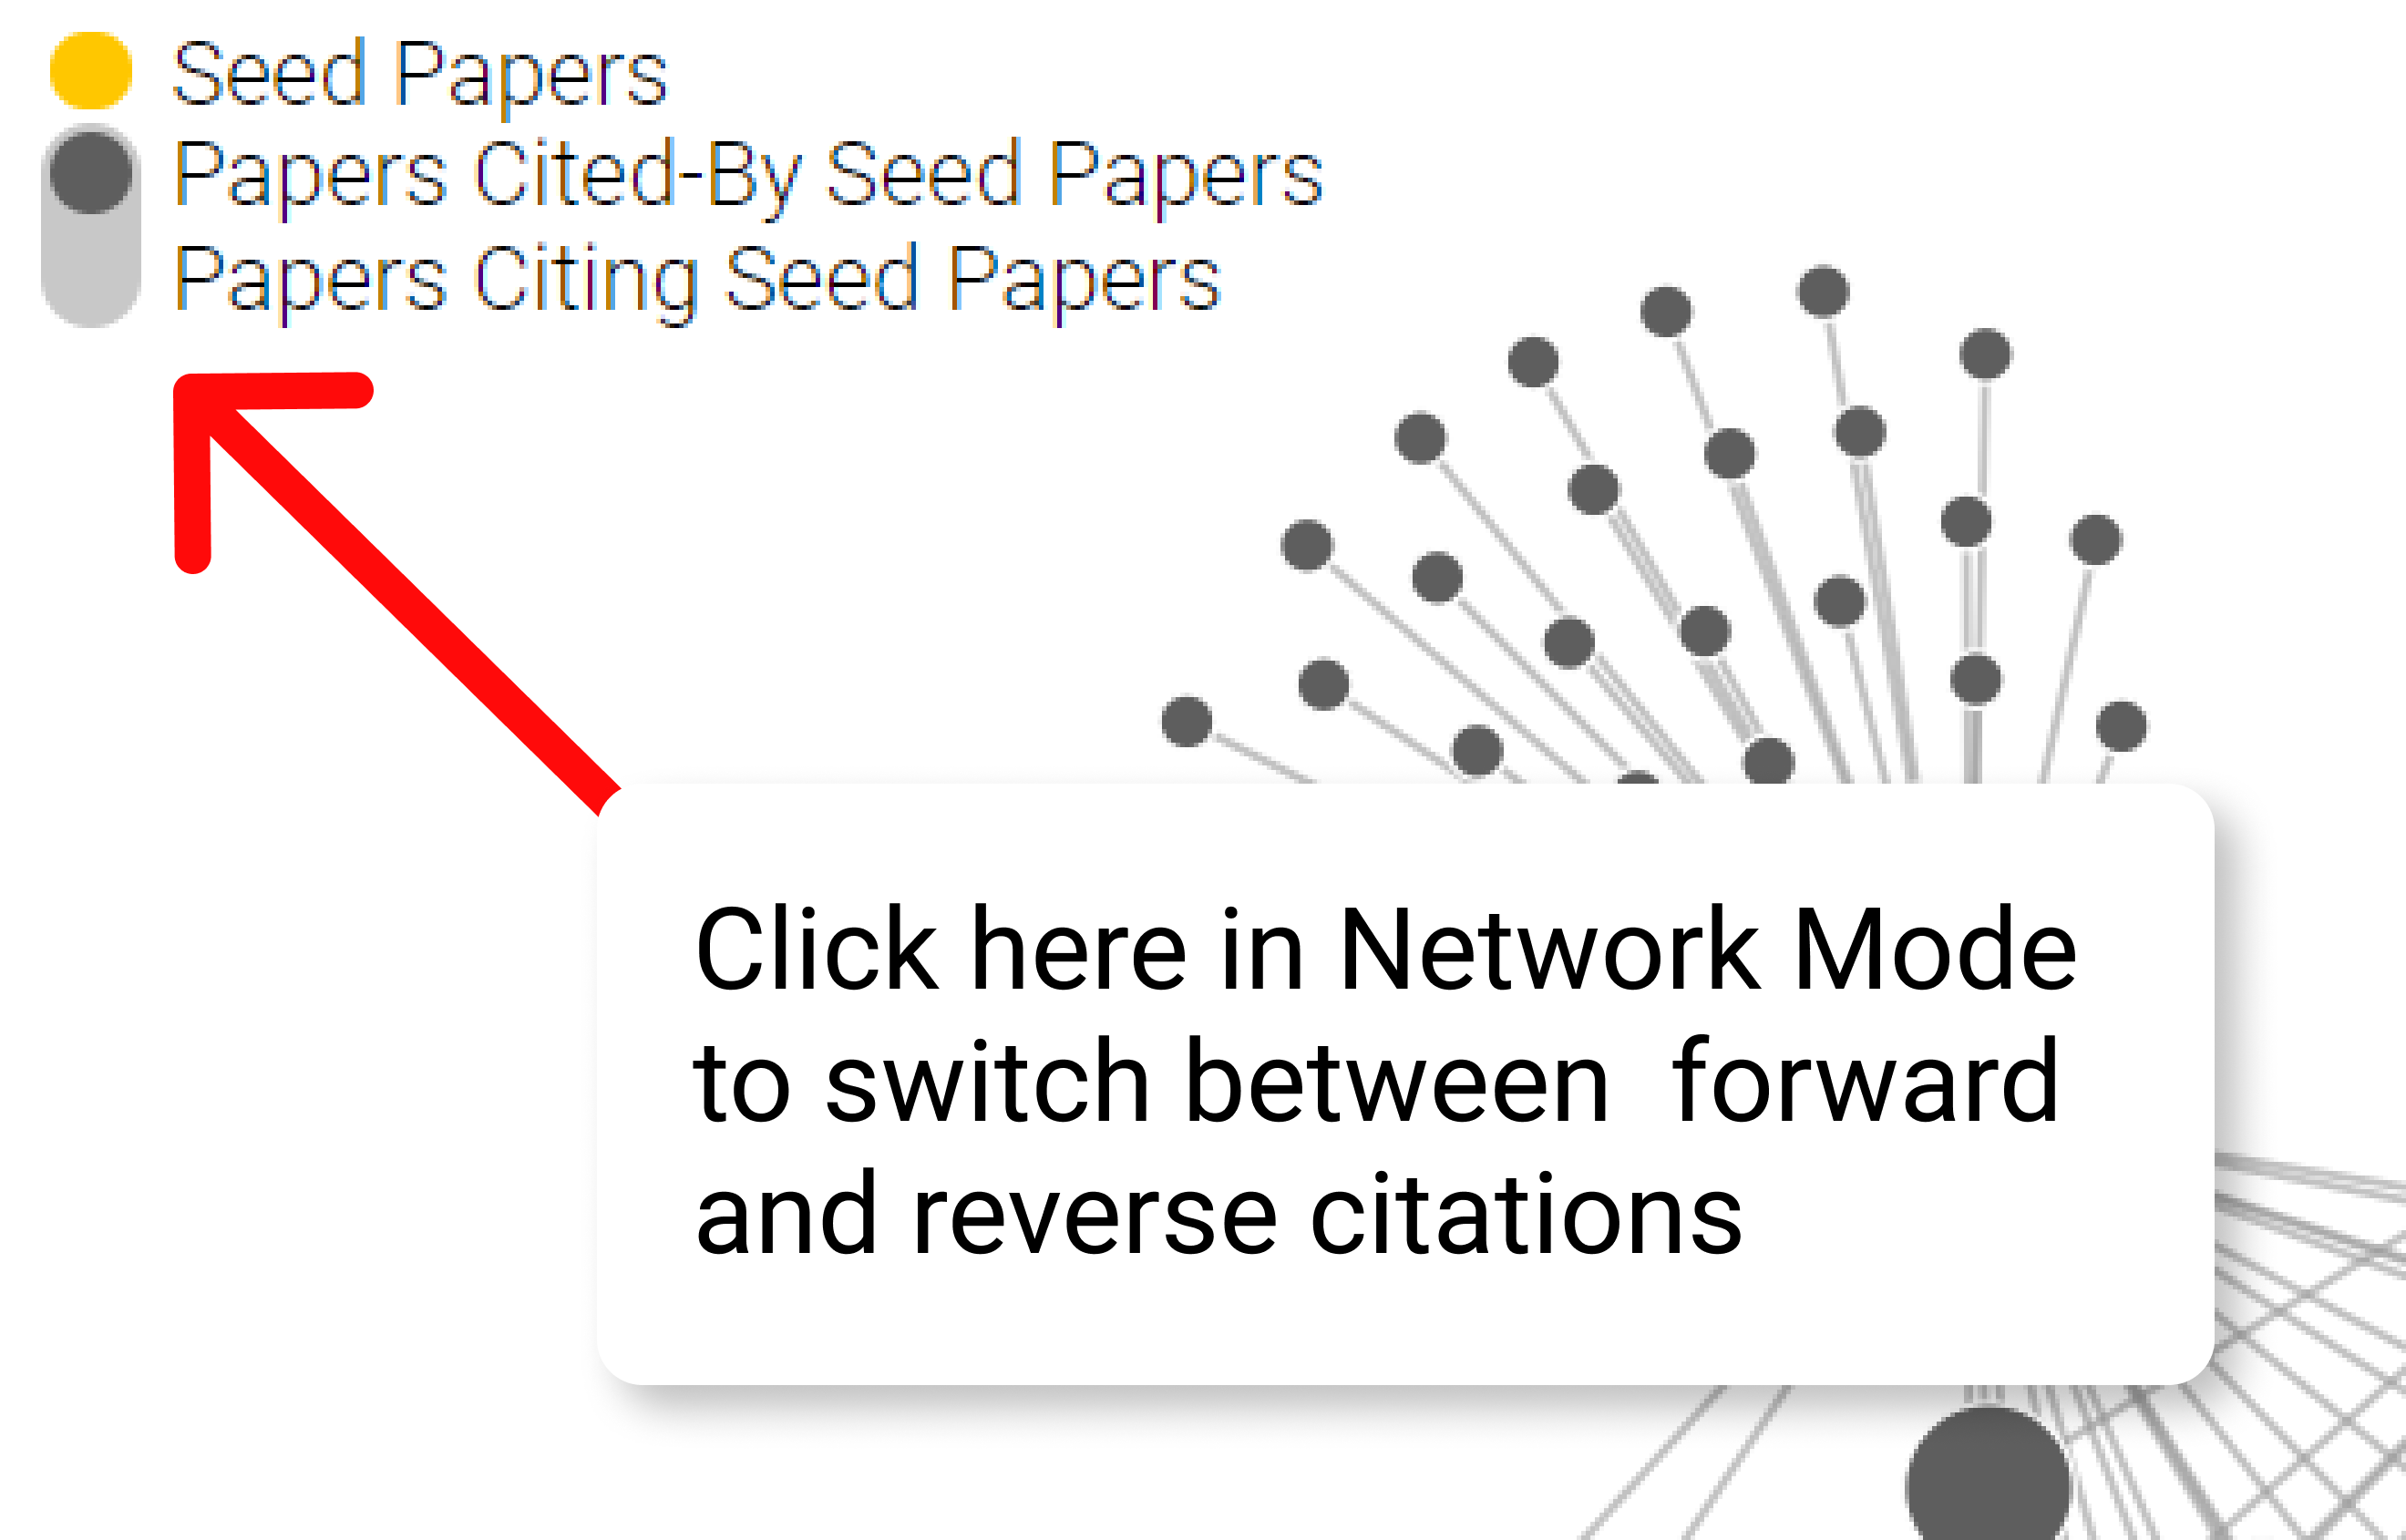 Seed Papers
Papers Cited-By Seed Papers
Papers Citing Seed Papers
Click here in Network Mode
to switch between  forward
and reverse citations